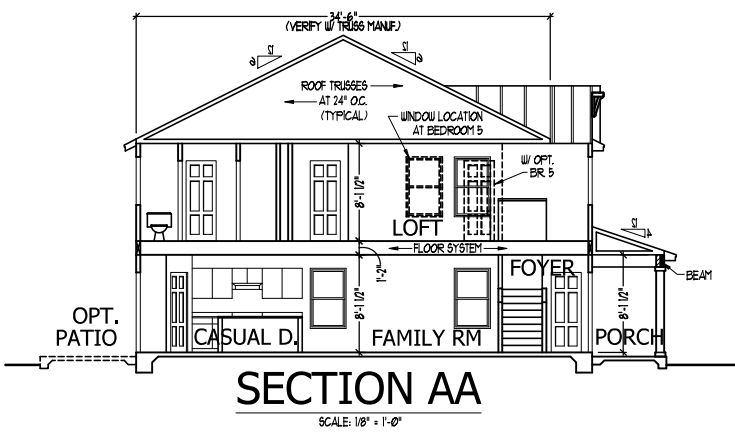 34'-6"
(VERIFY W/ TRUSS MANUF.)
12
6
12
6
ROOF TRUSSES
AT 24" O.C.
(TYPICAL)
WINDOW LOCATION
AT BEDROOM 5
W/ OPT.
BR. 5
8'-1 1/2"
LOFT
12
4
FLOOR SYSTEM
1'-2"
FOYER
BEAM
8'-1 1/2"
8'-1 1/2"
OPT.
PATIO
CASUAL D.
FAMILY RM
PORCH
SECTION AA
SCALE: 1/8" = 1'-0"